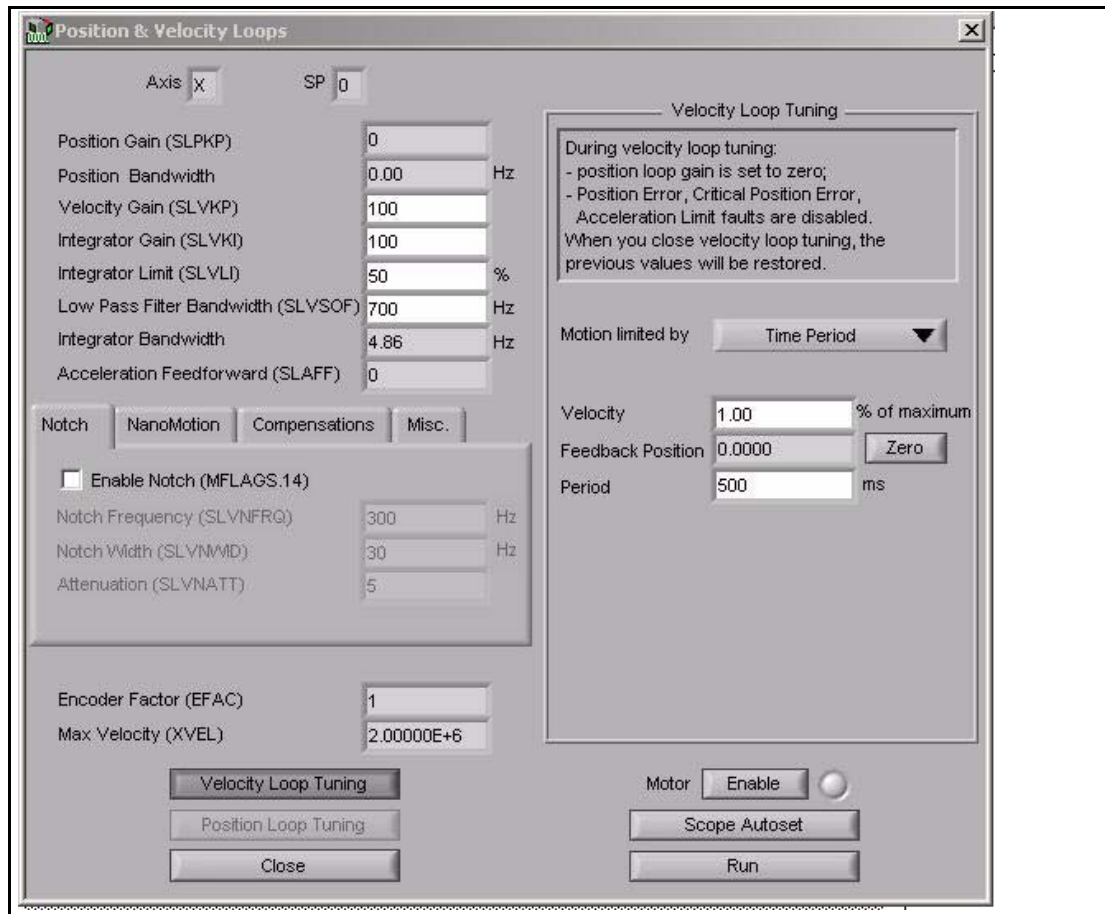 Position & Velocity Loops
Axis X SP 0
Position Gain (SLPKP) 0
Position Bandwidth 0.00 Hz
Velocity Gain (SLVKP) 100
Integrator Gain (SLVKI) 100
Integrator Limit (SLVLI) 50 %
Low Pass Filter Bandwidth (SLVSOF) 700 Hz
Integrator Bandwidth 4.86 Hz
Acceleration Feedforward (SLAFF) 0
Notch NanoMotion Compensations Misc.
Enable Notch (MFLAGS.14)
Notch Frequency (SLVNFRQ) 300 Hz
Notch Width (SLVNWID) 30 Hz
Attenuation (SLVNATT) 5
Encoder Factor (EFAC) 1
Max Velocity (XVEL) 2.00000E+6
Velocity Loop Tuning
Position Loop Tuning
Close
Velocity Loop Tuning
During velocity loop tuning:
- position loop gain is set to zero;
- Position Error, Critical Position Error,
Acceleration Limit faults are disabled.
When you close velocity loop tuning, the
previous values will be restored.
Motion limited by Time Period
Velocity 1.00 % of maximum
Feedback Position 0.0000 Zero
Period 500 ms
Motor Enable
Scope Autoset
Run